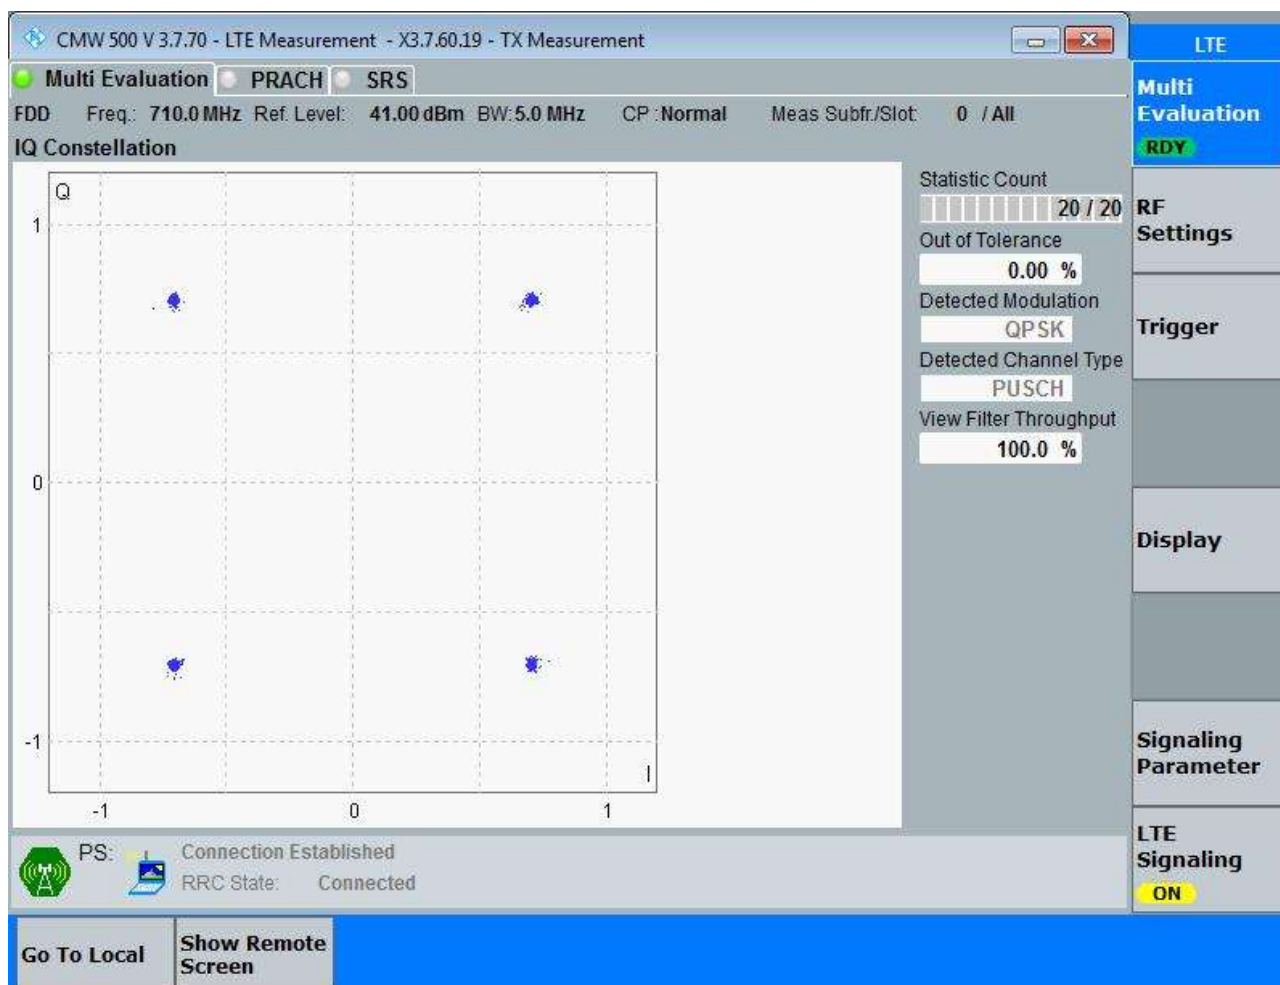 CMW 500 V 3.7.70 - LTE Measurement - X3.7.60.19 - TX Measurement
LTE
Multi Evaluation PRACH SRS
FDD Freq.: 710.0 MHz Ref. Level: 41.00 dBm BW: 5.0 MHz CP : Normal Meas Subfr./Slot: 0 / All
IQ Constellation
Q
1
0
-1
-1 0 1
I
Statistic Count
20 / 20
Out of Tolerance
0.00 %
Detected Modulation
QPSK
Detected Channel Type
PUSCH
View Filter Throughput
100.0 %
Multi
Evaluation
RDY
RF
Settings
Trigger
Display
Signaling
Parameter
LTE
Signaling
ON
PS: Connection Established
RRC State: Connected
Go To Local
Show Remote
Screen